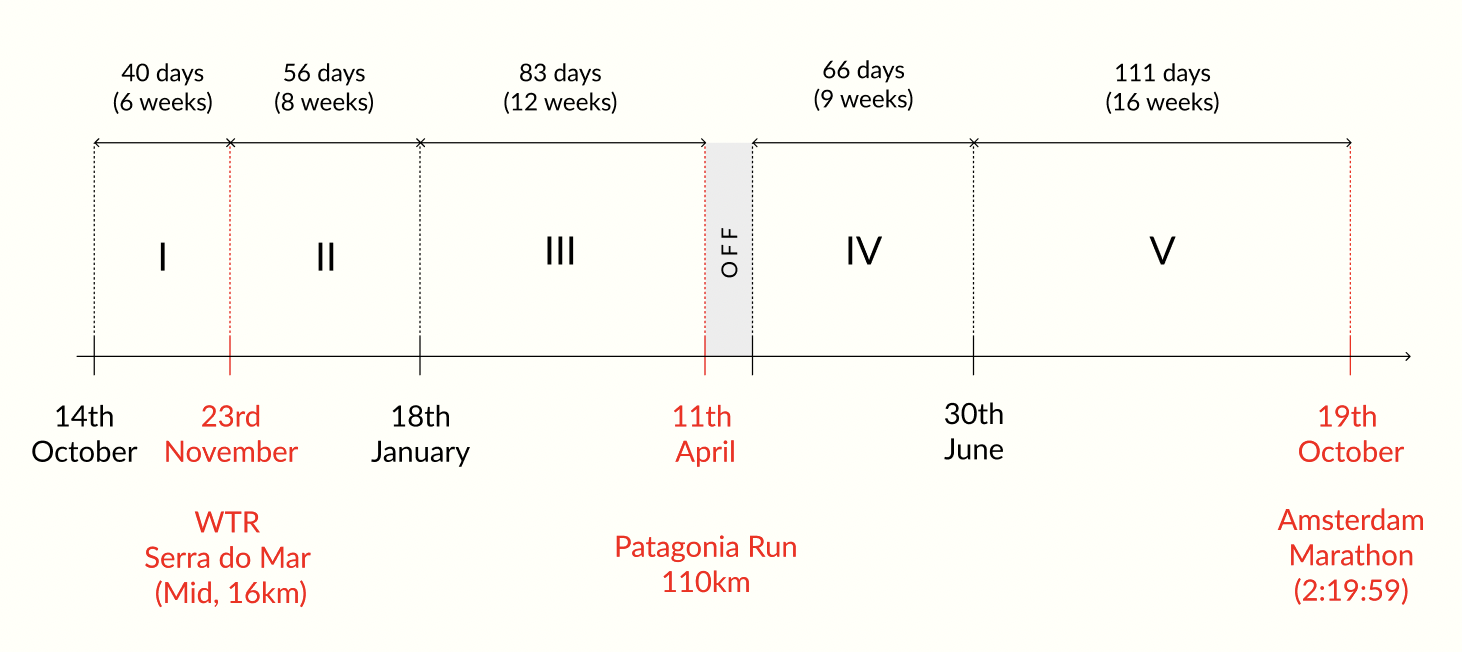 40 days
(6 weeks)
56 days
(8 weeks)
83 days
(12 weeks)
66 days
(9 weeks)
111 days
(16 weeks)
I
II
III
OFF
IV
V
14th
October
23rd
November
18th
January
11th
April
30th
June
19th
October
WTR
Serra do Mar
(Mid, 16km)
Patagonia Run
110km
Amsterdam
Marathon
(2:19:59)